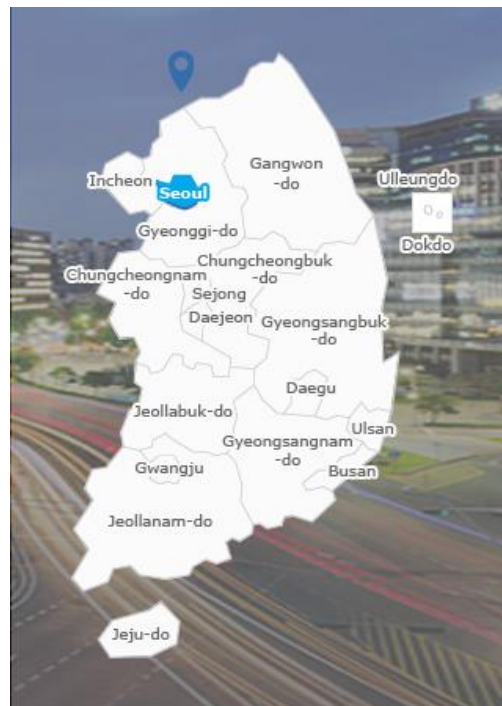 Gangwon
-do
Incheon
Seoul
Ulleungdo
Gyeonggi-do
Dokdo
Chungcheongbuk
-do
Chungcheongnam
-do
Sejong
Daejeon
Gyeongsangbuk
-do
Daegu
Jeollabuk-do
Ulsan
Gyeongsangnam
-do
Gwangju
Busan
Jeollanam-do
Jeju-do